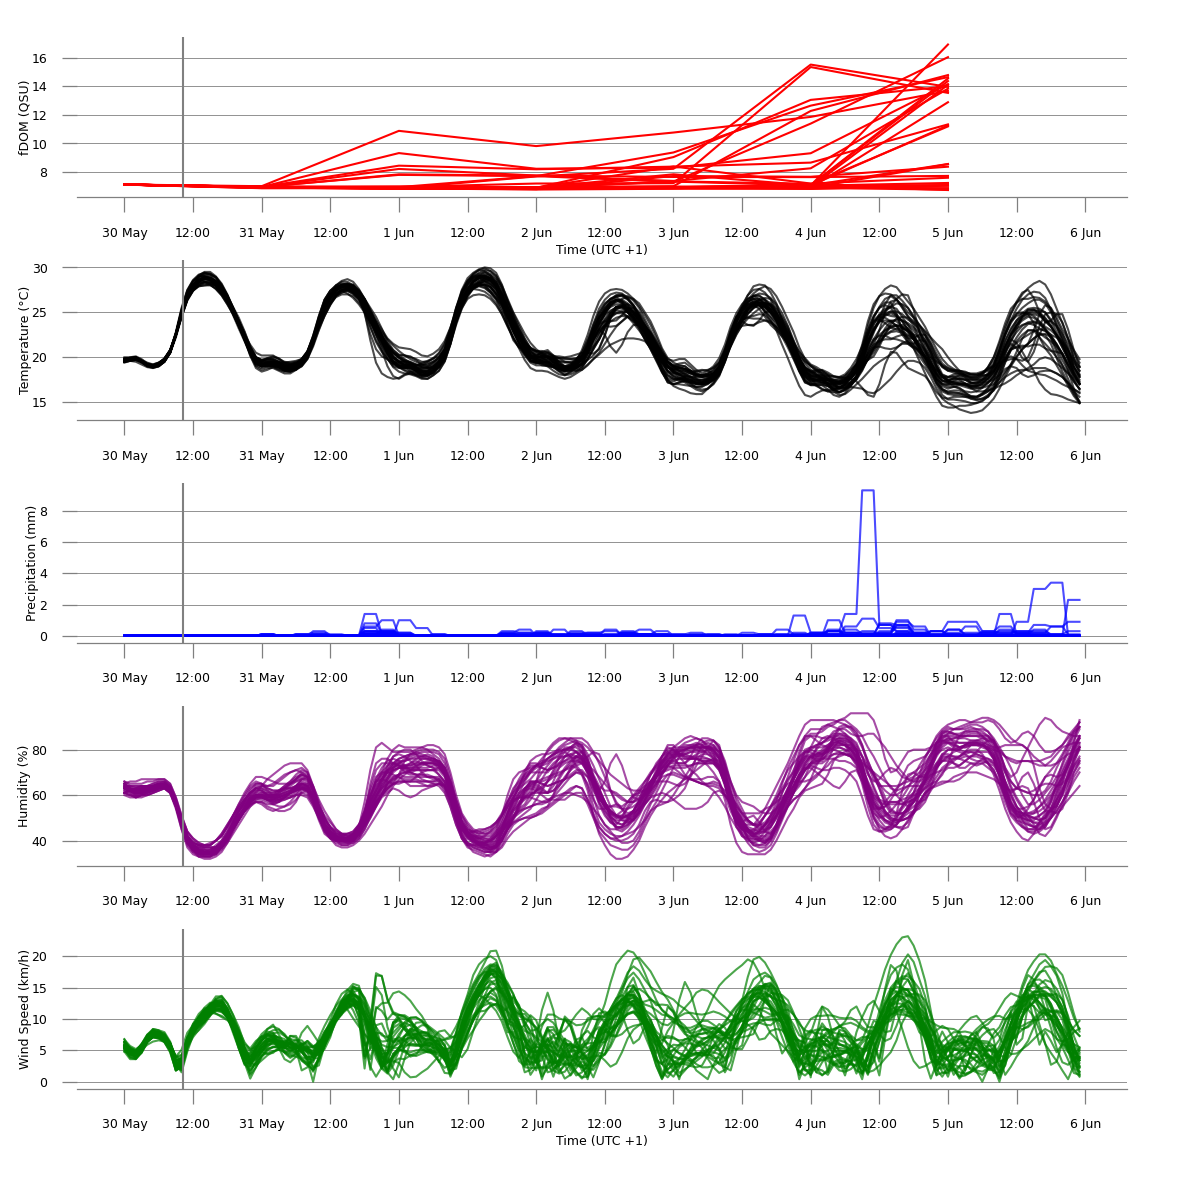 fDOM (QSU)
16
14
12
10
8
30 May 12:00 31 May 12:00 1 Jun 12:00 2 Jun 12:00 3 Jun 12:00 4 Jun 12:00 5 Jun 12:00 6 Jun
Time (UTC +1)
Temperature (°C)
30
25
20
15
30 May 12:00 31 May 12:00 1 Jun 12:00 2 Jun 12:00 3 Jun 12:00 4 Jun 12:00 5 Jun 12:00 6 Jun
Precipitation (mm)
8
6
4
2
0
30 May 12:00 31 May 12:00 1 Jun 12:00 2 Jun 12:00 3 Jun 12:00 4 Jun 12:00 5 Jun 12:00 6 Jun
Humidity (%)
80
60
40
30 May 12:00 31 May 12:00 1 Jun 12:00 2 Jun 12:00 3 Jun 12:00 4 Jun 12:00 5 Jun 12:00 6 Jun
Wind Speed (km/h)
20
15
10
5
0
30 May 12:00 31 May 12:00 1 Jun 12:00 2 Jun 12:00 3 Jun 12:00 4 Jun 12:00 5 Jun 12:00 6 Jun
Time (UTC +1)